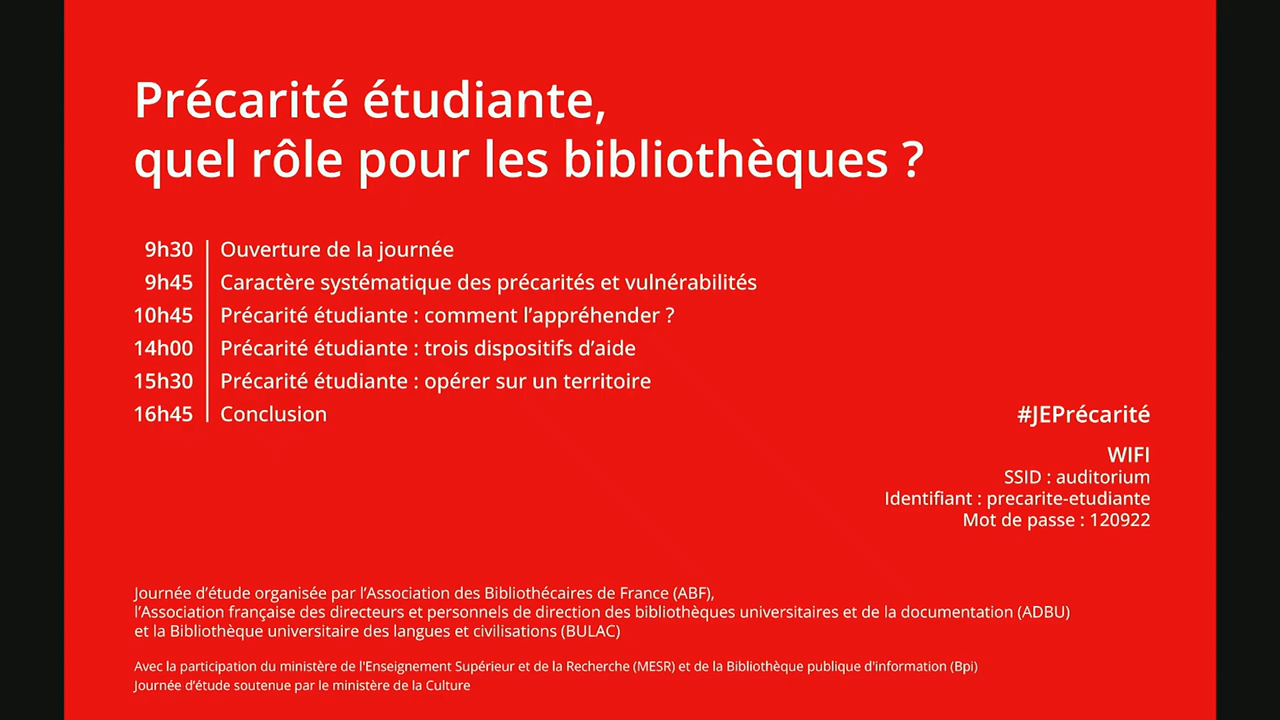 Précarité étudiante,
quel rôle pour les bibliothèques ?
9h30 Ouverture de la journée
9h45 Caractère systématique des précarités et vulnérabilités
10h45 Précarité étudiante : comment l’appréhender ?
14h00 Précarité étudiante : trois dispositifs d’aide
15h30 Précarité étudiante : opérer sur un territoire
16h45 Conclusion
#JEPrécarité
WIFI
SSID : auditorium
Identifiant : precarite-etudiante
Mot de passe : 120922
Journée d’étude organisée par l’Association des Bibliothécaires de France (ABF),
l’Association française des directeurs et personnels de direction des bibliothèques universitaires et de la documentation (ADBU)
et la Bibliothèque universitaire des langues et civilisations (BULAC)
Avec la participation du ministère de l'Enseignement Supérieur et de la Recherche (MESR) et de la Bibliothèque publique d'information (Bpi)
Journée d’étude soutenue par le ministère de la Culture